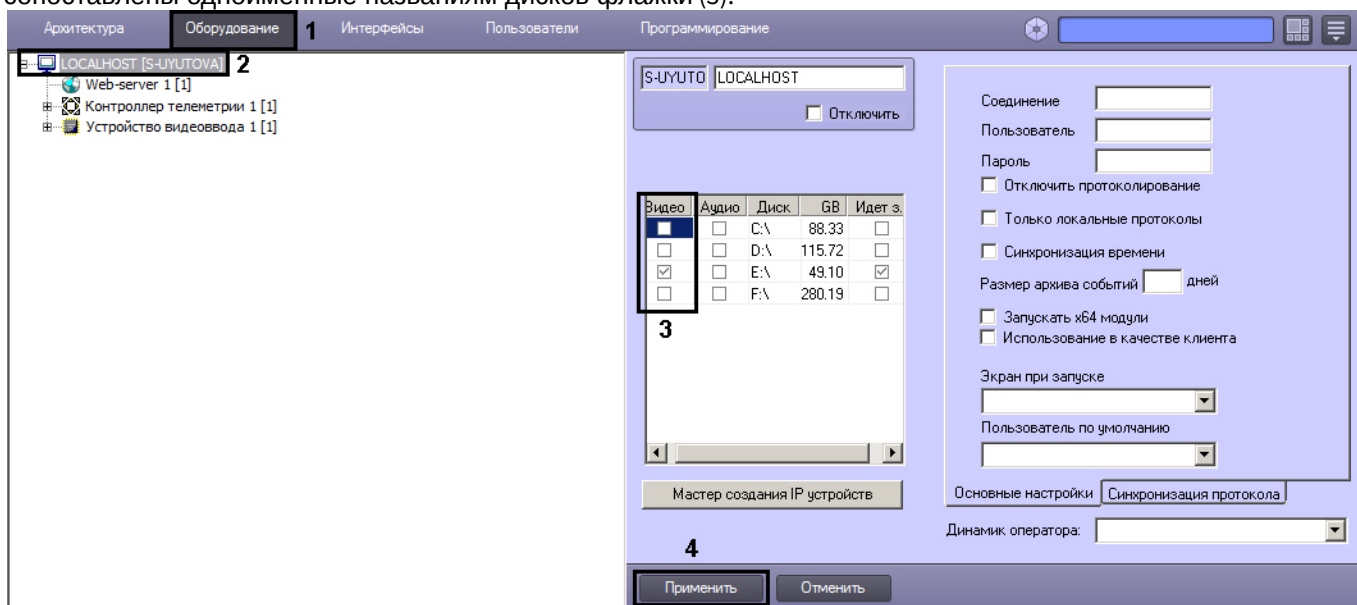 сопоставлены одноименные названиям дисков флажки (3).
Архитектура Оборудование 1 Интерфейсы Пользователи Программирование
LOCALHOST [S-UYUTOVA] 2
Web-server 1 [1]
Контроллер телеметрии 1 [1]
Устройство видеоввода 1 [1]
S-UYUTO LOCALHOST
Отключить
Видео Аудио Диск GB Идет з.
C:\ 88.33
D:\ 115.72
E:\ 49.10
F:\ 280.19
3
Мастер создания IP устройств
Соединение
Пользователь
Пароль
Отключить протоколирование
Только локальные протоколы
Синхронизация времени
Размер архива событий дней
Запускать x64 модули
Использование в качестве клиента
Экран при запуске
Пользователь по умолчанию
Основные настройки Синхронизация протокола
Динамик оператора:
4
Применить Отменить